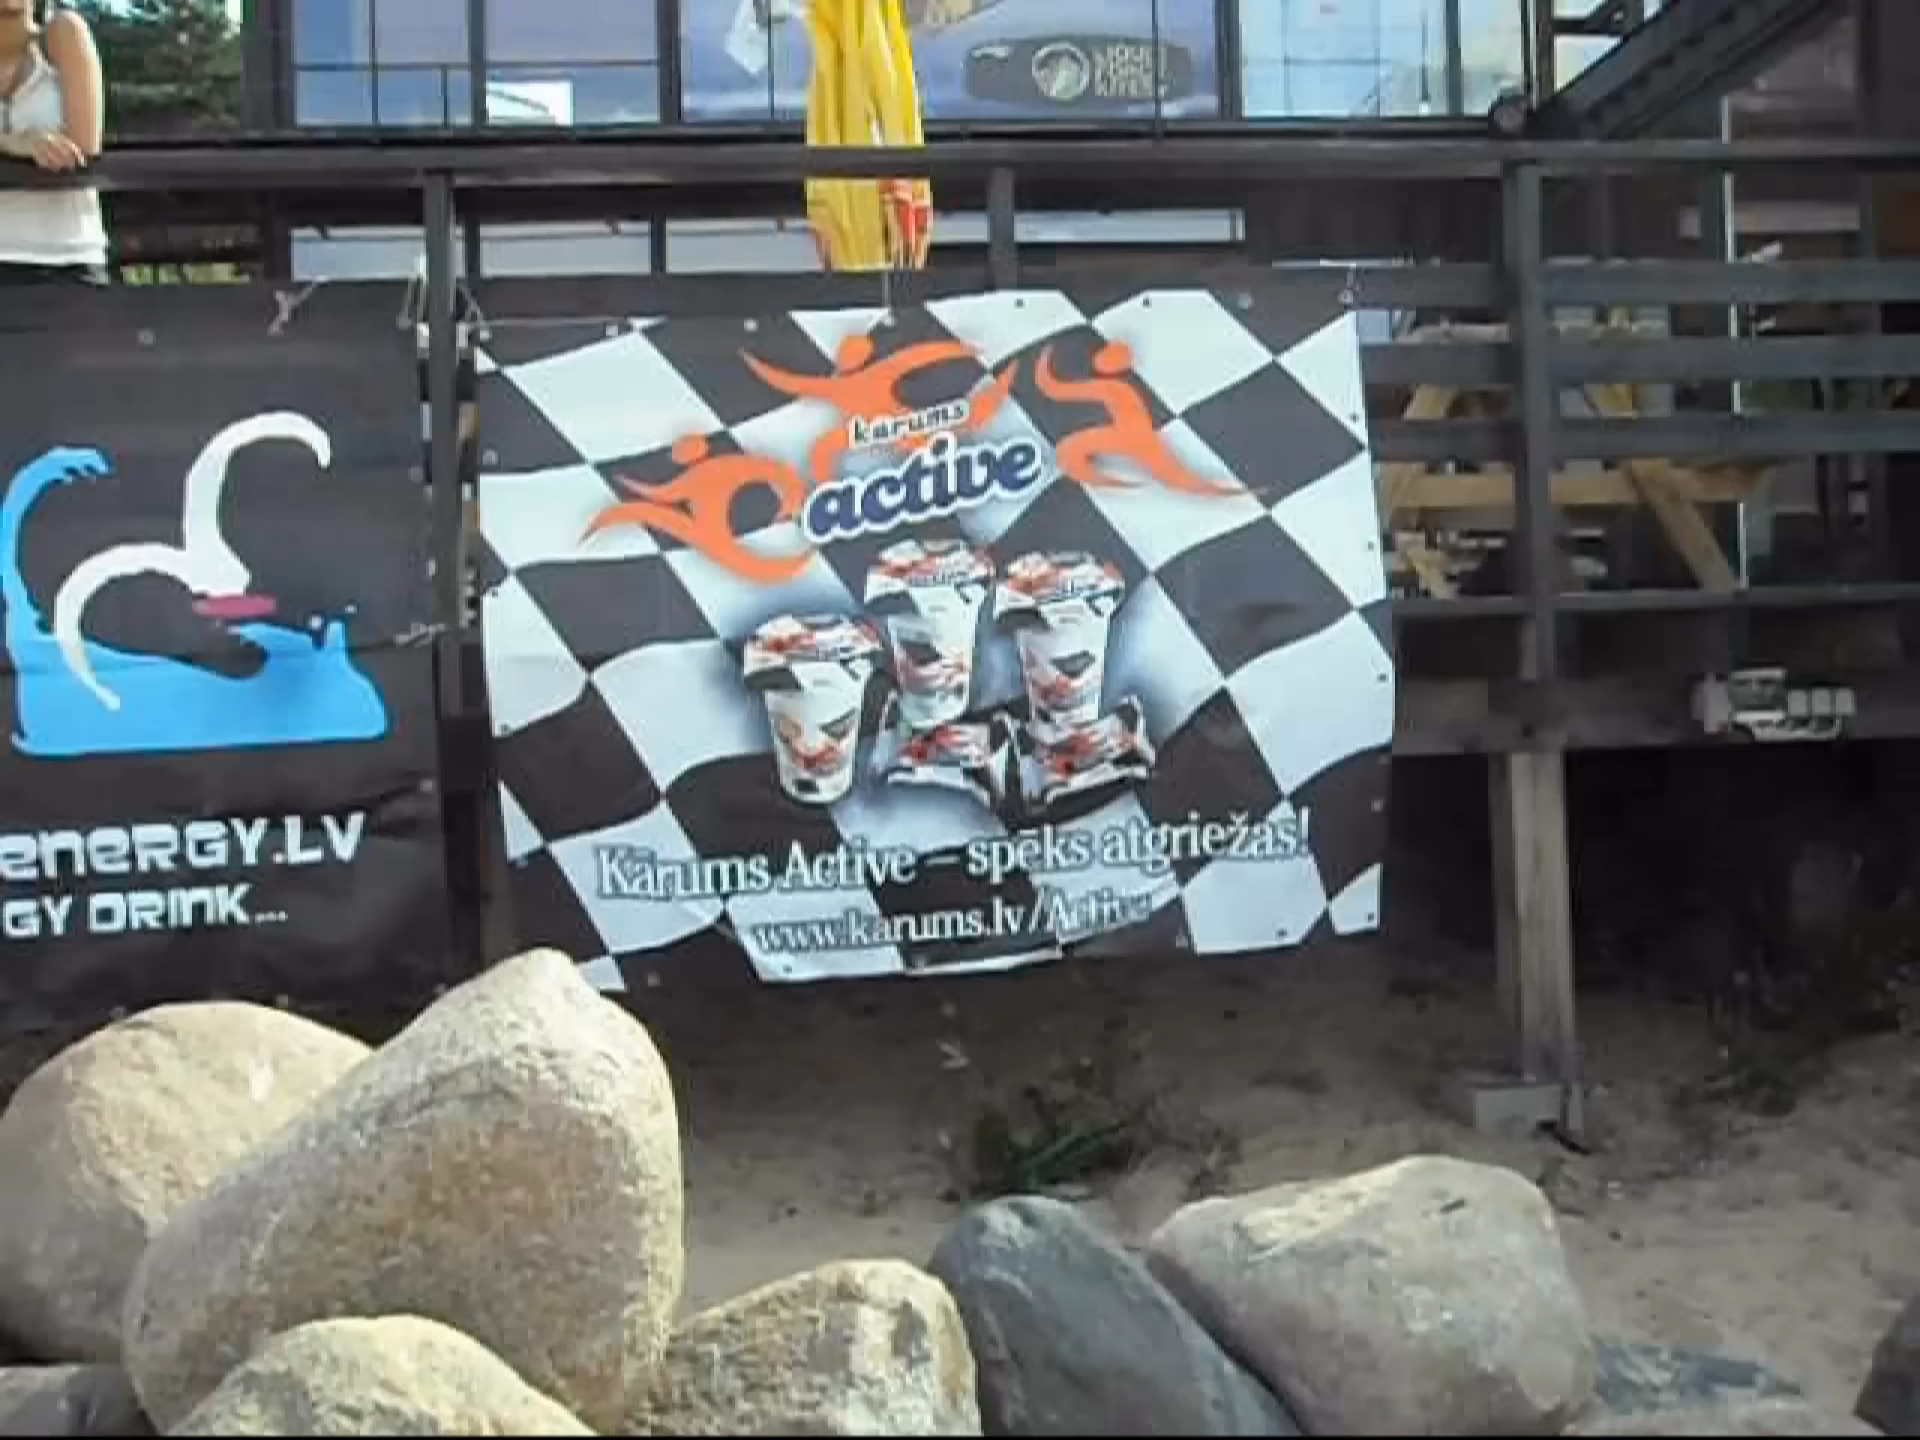 kārums
active
Kārums Active – spēks atgriežas!
www.karums.lv/Active
energy.LV
GY DRINK...